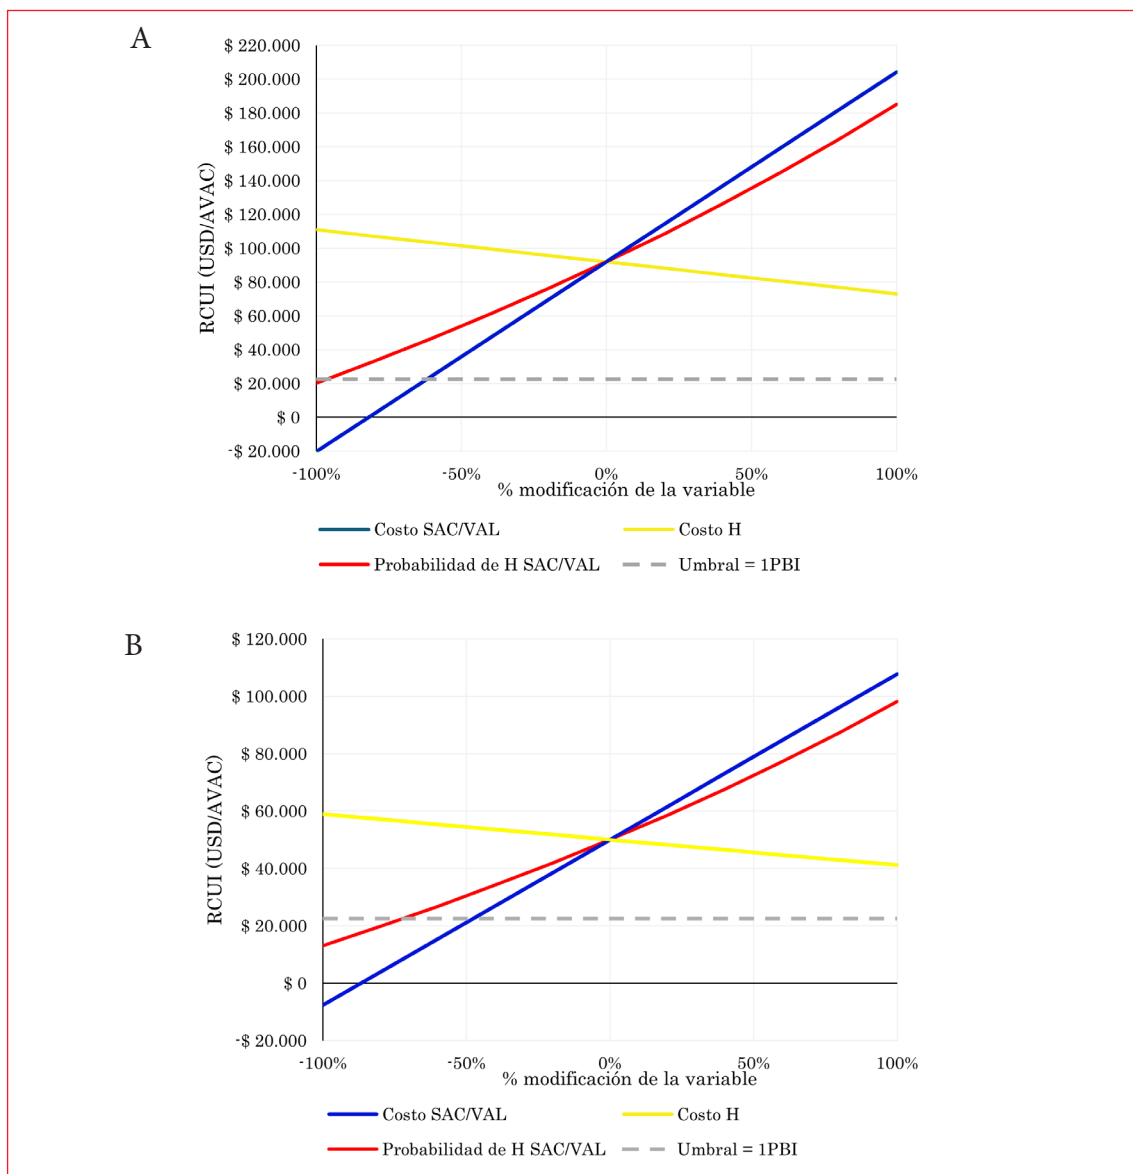 A
$ 220.000
$ 200.000
$ 180.000
$ 160.000
$ 140.000
$ 120.000
$ 100.000
$ 80.000
$ 60.000
$ 40.000
$ 20.000
$ 0
-$ 20.000
RCUI (USD/AVAC)
-100% -50% 0% 50% 100%
% modificación de la variable
Costo SAC/VAL Costo H
Probabilidad de H SAC/VAL Umbral = 1PBI
B
$ 120.000
$ 100.000
$ 80.000
$ 60.000
$ 40.000
$ 20.000
$ 0
-$ 20.000
RCUI (USD/AVAC)
-100% -50% 0% 50% 100%
% modificación de la variable
Costo SAC/VAL Costo H
Probabilidad de H SAC/VAL Umbral = 1PBI